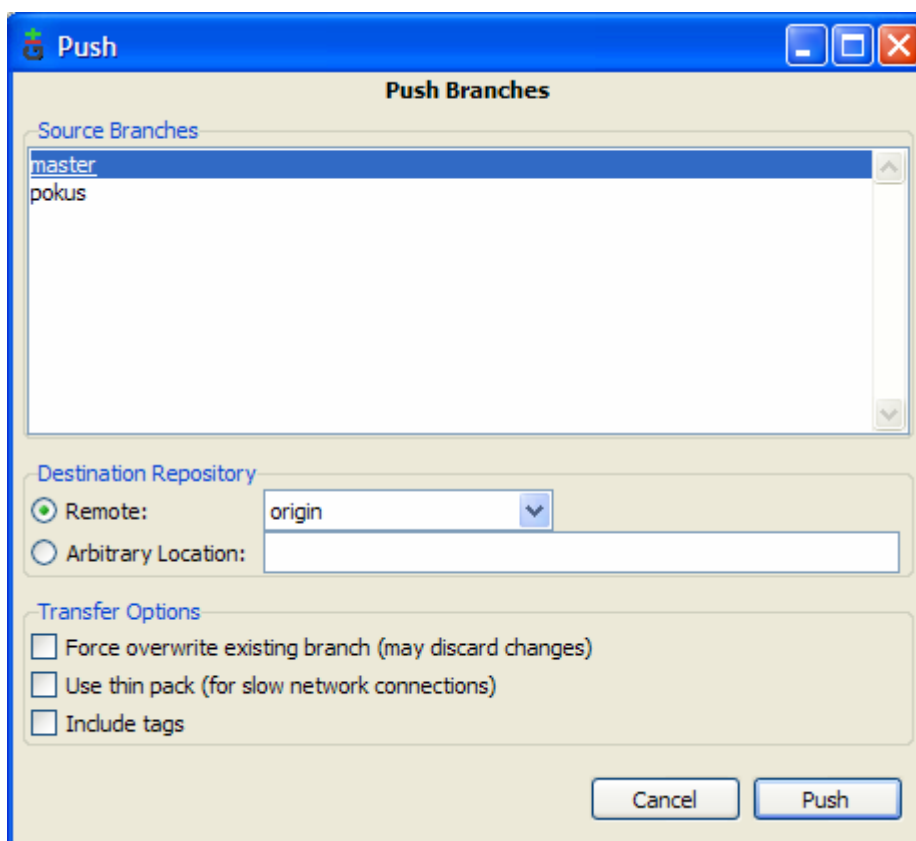 Push
Push Branches
Source Branches
master
pokus
Destination Repository
Remote: origin
Arbitrary Location:
Transfer Options
Force overwrite existing branch (may discard changes)
Use thin pack (for slow network connections)
Include tags
Cancel Push